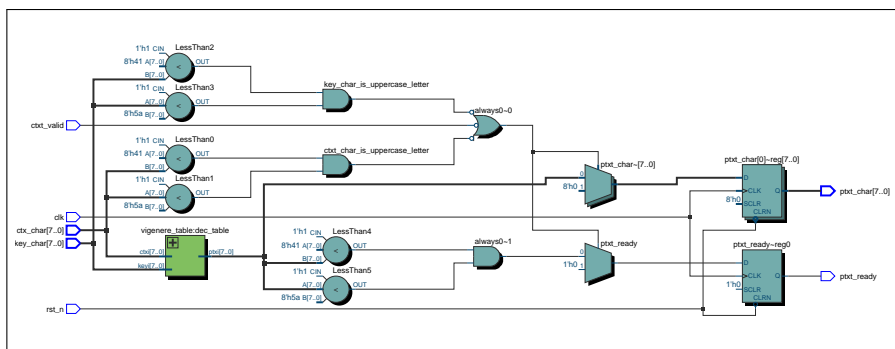 LessThan2
1'h1 CIN
8'h41 A[7..0]
B[7..0]
<
OUT
key_char_is_uppercase_letter
LessThan3
1'h1 CIN
A[7..0]
8'h5a B[7..0]
<
OUT
always0~0
ctxt_valid
LessThan0
1'h1 CIN
8'h41 A[7..0]
B[7..0]
<
OUT
ctxt_char_is_uppercase_letter
LessThan1
1'h1 CIN
A[7..0]
8'h5a B[7..0]
<
OUT
ptxt_char~[7..0]
0
8'h0 1
ptxt_char[0]~reg[7..0]
D
CLK
8'h0 SCLR
CLRN
Q
ptxt_char[7..0]
clk
ctx_char[7..0]
key_char[7..0]
vigenere_table:dec_table
ctxi[7..0]
keyi[7..0]
ptxi[7..0]
LessThan4
1'h1 CIN
8'h41 A[7..0]
B[7..0]
<
OUT
always0~1
LessThan5
1'h1 CIN
A[7..0]
8'h5a B[7..0]
<
OUT
ptxt_ready
0
1'h0 1
ptxt_ready~reg0
D
CLK
1'h0 SCLR
CLRN
Q
ptxt_ready
rst_n